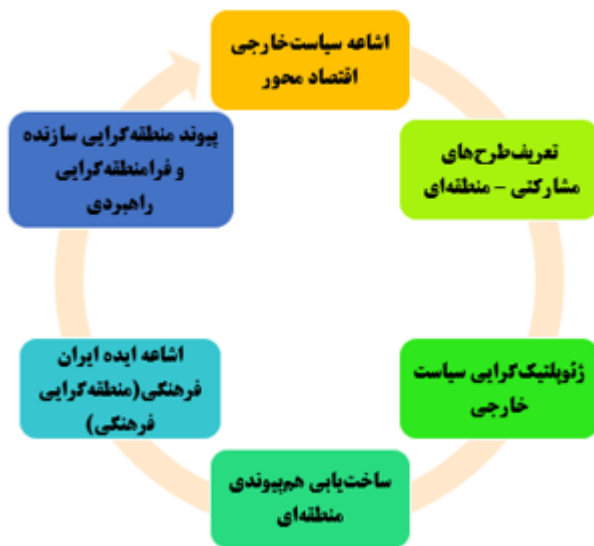 اشاعه سیاست‌خارجی
اقتصاد محور
تعریف‌طرح‌های
مشارکتی – منطقه‌ای
ژئوپلتیک‌گرایی سیاست
خارجی
ساخت‌یابی هم‌پیوندی
منطقه‌ای
اشاعه ایده ایران
فرهنگی(منطقه‌گرایی
فرهنگی)
پیوند منطقه‌گرایی سازنده
و فرامنطقه‌گرایی
راهبردی